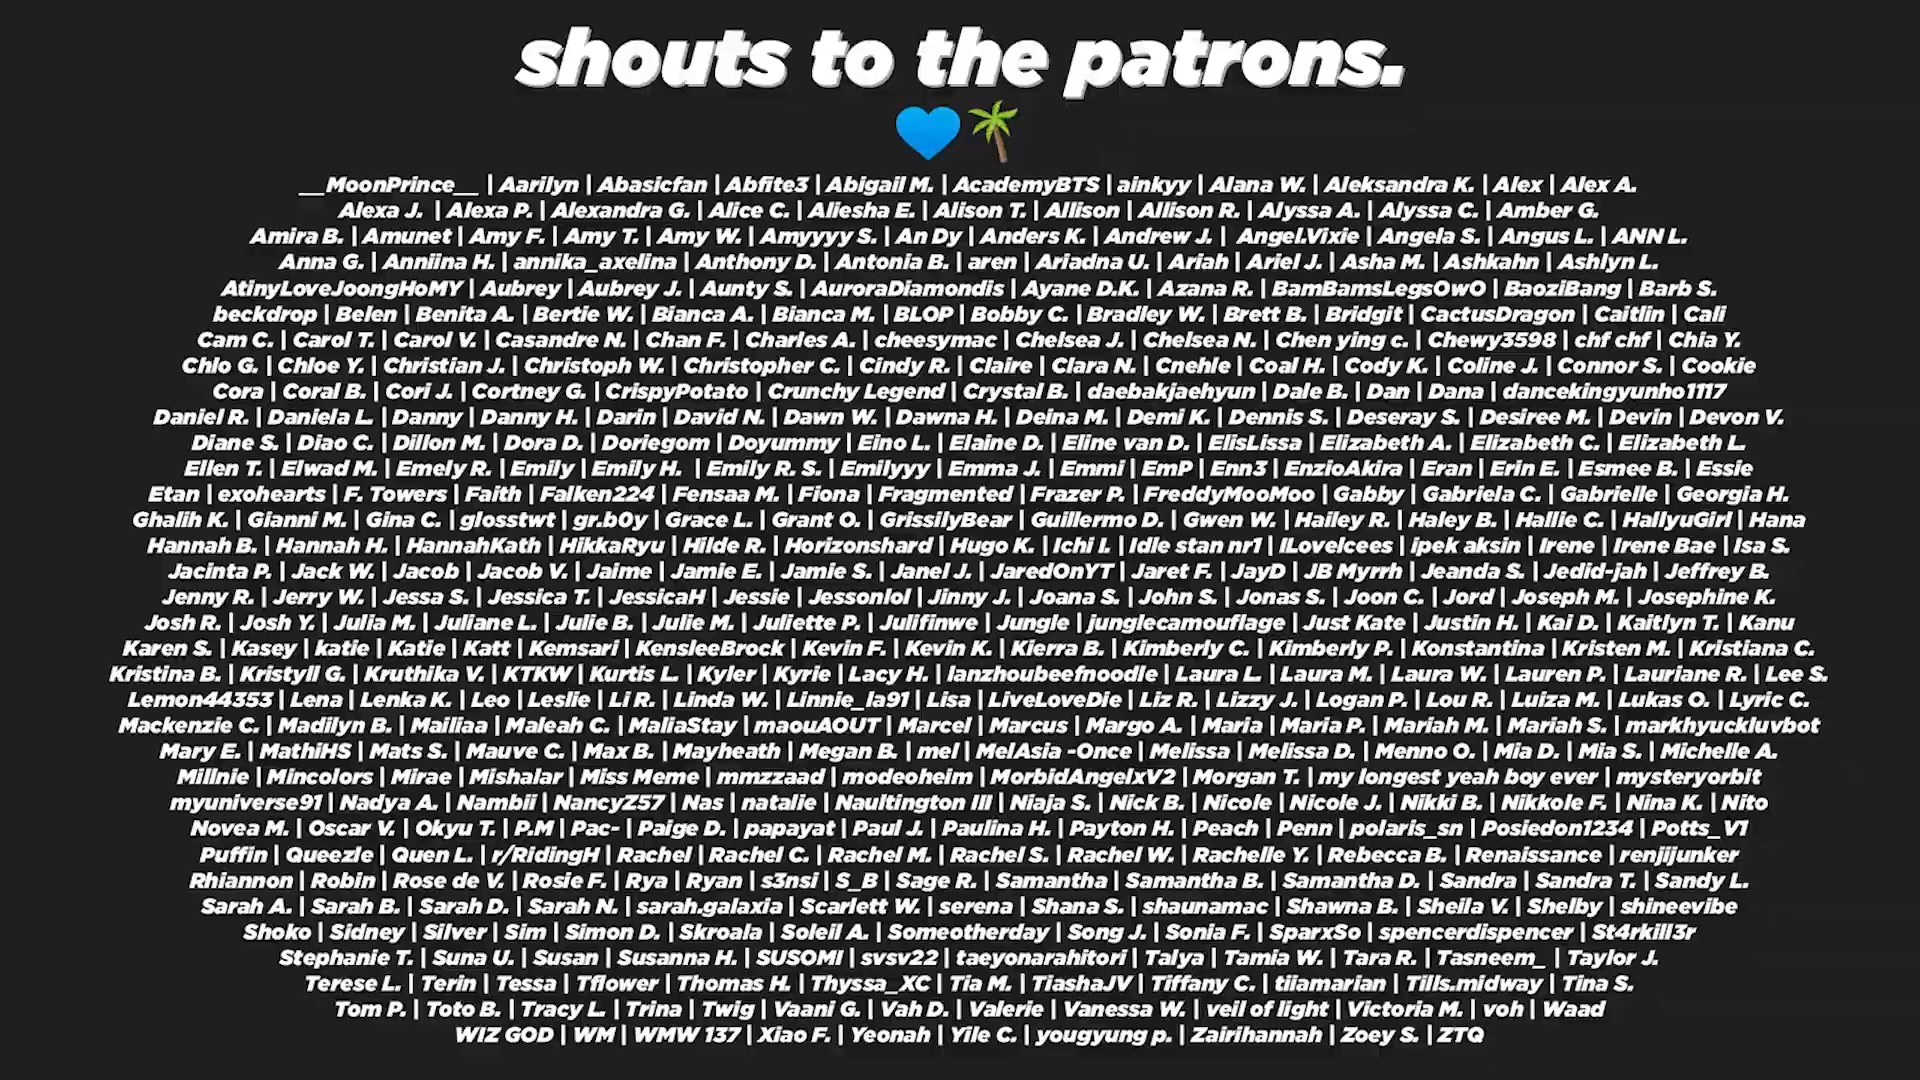 shouts to the patrons.
💙🌴
__MoonPrince__ | Aarilyn | Abasicfan | Abfite3 | Abigail M. | AcademyBTS | ainkyy | Alana W. | Aleksandra K. | Alex | Alex A.
Alexa J. | Alexa P. | Alexandra G. | Alice C. | Aliesha E. | Alison T. | Allison | Allison R. | Alyssa A. | Alyssa C. | Amber G.
Amira B. | Amunet | Amy F. | Amy T. | Amy W. | Amyyyy S. | An Dy | Anders K. | Andrew J. | Angel.Vixie | Angela S. | Angus L. | ANN L.
Anna G. | Anniina H. | annika_axelina | Anthony D. | Antonia B. | aren | Ariadna U. | Ariah | Ariel J. | Asha M. | Ashkahn | Ashlyn L.
AtinyLoveJoongHoMY | Aubrey | Aubrey J. | Aunty S. | AuroraDiamondis | Ayane D.K. | Azana R. | BamBamsLegsOwO | BaoziBang | Barb S.
beckdrop | Belen | Benita A. | Bertie W. | Bianca A. | Bianca M. | BLOP | Bobby C. | Bradley W. | Brett B. | Bridgit | CactusDragon | Caitlin | Cali
Cam C. | Carol T. | Carol V. | Casandre N. | Chan F. | Charles A. | cheesymac | Chelsea J. | Chelsea N. | Chen ying c. | Chewy3598 | chf chf | Chia Y.
Chlo G. | Chloe Y. | Christian J. | Christoph W. | Christopher C. | Cindy R. | Claire | Clara N. | Cnehle | Coal H. | Cody K. | Coline J. | Connor S. | Cookie
Cora | Coral B. | Cori J. | Cortney G. | CrispyPotato | Crunchy Legend | Crystal B. | daebakjaehyun | Dale B. | Dan | Dana | dancekingyunho1117
Daniel R. | Daniela L. | Danny | Danny H. | Darin | David N. | Dawn W. | Dawna H. | Deina M. | Demi K. | Dennis S. | Deseray S. | Desiree M. | Devin | Devon V.
Diane S. | Diao C. | Dillon M. | Dora D. | Doriegom | Doyummy | Eino L. | Elaine D. | Eline van D. | ElisLissa | Elizabeth A. | Elizabeth C. | Elizabeth L.
Ellen T. | Elwad M. | Emely R. | Emily | Emily H. | Emily R. S. | Emilyyy | Emma J. | Emmi | EmP | Enn3 | EnzioAkira | Eran | Erin E. | Esmee B. | Essie
Etan | exohearts | F. Towers | Faith | Falken224 | Fensaa M. | Fiona | Fragmented | Frazer P. | FreddyMooMoo | Gabby | Gabriela C. | Gabrielle | Georgia H.
Ghalih K. | Gianni M. | Gina C. | glosstwt | gr.b0y | Grace L. | Grant O. | GrissilyBear | Guillermo D. | Gwen W. | Hailey R. | Haley B. | Hallie C. | HallyuGirl | Hana
Hannah B. | Hannah H. | HannahKath | HikkaRyu | Hilde R. | Horizonshard | Hugo K. | Ichi I. | Idle stan nr1 | ILoveIcees | ipek aksin | Irene | Irene Bae | Isa S.
Jacinta P. | Jack W. | Jacob | Jacob V. | Jaime | Jamie E. | Jamie S. | Janel J. | JaredOnYT | Jaret F. | JayD | JB Myrrh | Jeanda S. | Jedid-jah | Jeffrey B.
Jenny R. | Jerry W. | Jessa S. | Jessica T. | JessicaH | Jessie | Jessonlol | Jinny J. | Joana S. | John S. | Jonas S. | Joon C. | Jord | Joseph M. | Josephine K.
Josh R. | Josh Y. | Julia M. | Juliane L. | Julie B. | Julie M. | Juliette P. | Julifinwe | Jungle | junglecamouflage | Just Kate | Justin H. | Kai D. | Kaitlyn T. | Kanu
Karen S. | Kasey | katie | Katie | Katt | Kemsari | KensleeBrock | Kevin F. | Kevin K. | Kierra B. | Kimberly C. | Kimberly P. | Konstantina | Kristen M. | Kristiana C.
Kristina B. | Kristyll G. | Kruthika V. | KTKW | Kurtis L. | Kyler | Kyrie | Lacy H. | lanzhoubeefnoodle | Laura L. | Laura M. | Laura W. | Lauren P. | Lauriane R. | Lee S.
Lemon44353 | Lena | Lenka K. | Leo | Leslie | Li R. | Linda W. | Linnie_la91 | Lisa | LiveLoveDie | Liz R. | Lizzy J. | Logan P. | Lou R. | Luiza M. | Lukas O. | Lyric C.
Mackenzie C. | Madilyn B. | Mailiaa | Maleah C. | MaliaStay | maouAOUT | Marcel | Marcus | Margo A. | Maria | Maria P. | Mariah M. | Mariah S. | markhyuckluvbot
Mary E. | MathiHS | Mats S. | Mauve C. | Max B. | Mayheath | Megan B. | mel | MelAsia -Once | Melissa | Melissa D. | Menno O. | Mia D. | Mia S. | Michelle A.
Millnie | Mincolors | Mirae | Mishalar | Miss Meme | mmzzaad | modeoheim | MorbidAngelxV2 | Morgan T. | my longest yeah boy ever | mysteryorbit
myuniverse91 | Nadya A. | Nambii | NancyZ57 | Nas | natalie | Naultington III | Niaja S. | Nick B. | Nicole | Nicole J. | Nikki B. | Nikkole F. | Nina K. | Nito
Novea M. | Oscar V. | Okyu T. | P.M | Pac- | Paige D. | papayat | Paul J. | Paulina H. | Payton H. | Peach | Penn | polaris_sn | Posiedon1234 | Potts_V1
Puffin | Queezle | Quen L. | r/RidingH | Rachel | Rachel C. | Rachel M. | Rachel S. | Rachel W. | Rachelle Y. | Rebecca B. | Renaissance | renjijunker
Rhiannon | Robin | Rose de V. | Rosie F. | Rya | Ryan | s3nsi | S_B | Sage R. | Samantha | Samantha B. | Samantha D. | Sandra | Sandra T. | Sandy L.
Sarah A. | Sarah B. | Sarah D. | Sarah N. | sarah.galaxia | Scarlett W. | serena | Shana S. | shaunamac | Shawna B. | Sheila V. | Shelby | shineevibe
Shoko | Sidney | Silver | Sim | Simon D. | Skroala | Soleil A. | Someotherday | Song J. | Sonia F. | SparxSo | spencerdispencer | St4rkill3r
Stephanie T. | Suna U. | Susan | Susanna H. | SUSOMI | svsv22 | taeyonarahitori | Talya | Tamia W. | Tara R. | Tasneem_ | Taylor J.
Terese L. | Terin | Tessa | Tflower | Thomas H. | Thyssa_XC | Tia M. | TiashaJV | Tiffany C. | tiiamarian | Tills.midway | Tina S.
Tom P. | Toto B. | Tracy L. | Trina | Twig | Vaani G. | Vah D. | Valerie | Vanessa W. | veil of light | Victoria M. | voh | Waad
WIZ GOD | WM | WMW 137 | Xiao F. | Yeonah | Yile C. | yougyung p. | Zairihannah | Zoey S. | ZTQ